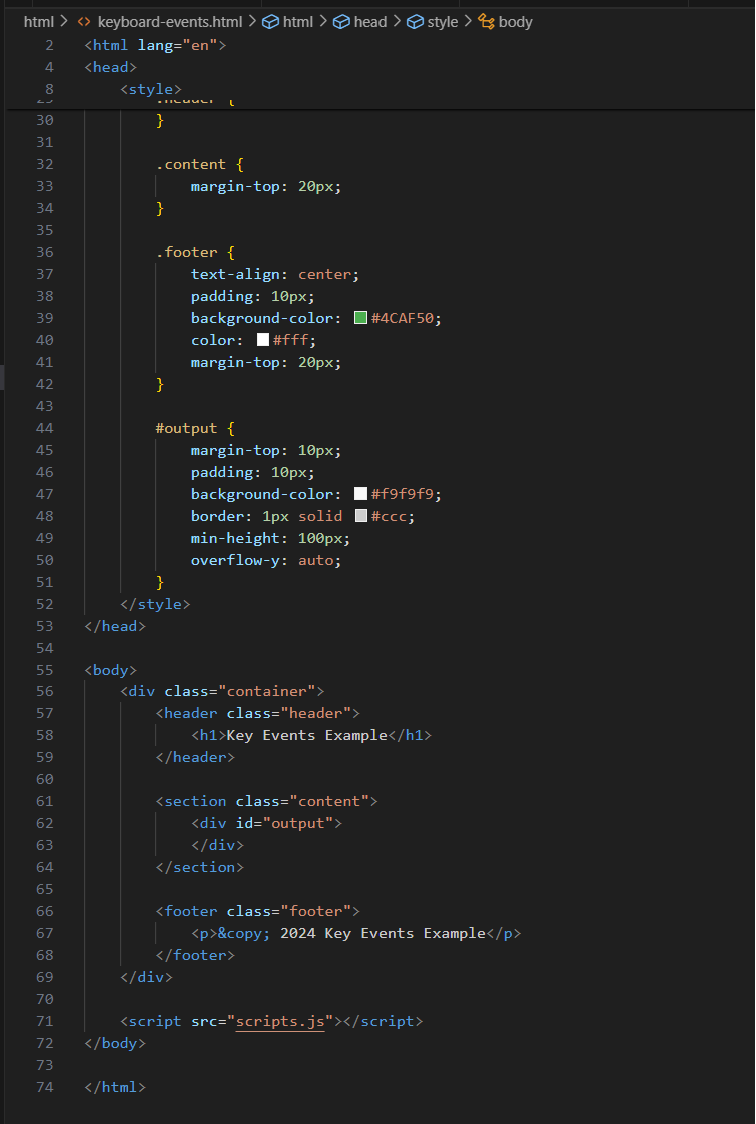 html > keyboard-events.html > html > head > style > body
2 <html lang="en">
4 <head>
8 <style>
29 .header {
30 }
31
32 .content {
33 margin-top: 20px;
34 }
35
36 .footer {
37 text-align: center;
38 padding: 10px;
39 background-color: #4CAF50;
40 color: #fff;
41 margin-top: 20px;
42 }
43
44 #output {
45 margin-top: 10px;
46 padding: 10px;
47 background-color: #f9f9f9;
48 border: 1px solid #ccc;
49 min-height: 100px;
50 overflow-y: auto;
51 }
52 </style>
53 </head>
54
55 <body>
56 <div class="container">
57 <header class="header">
58 <h1>Key Events Example</h1>
59 </header>
60
61 <section class="content">
62 <div id="output">
63 </div>
64 </section>
65
66 <footer class="footer">
67 <p>&copy; 2024 Key Events Example</p>
68 </footer>
69 </div>
70
71 <script src="scripts.js"></script>
72 </body>
73
74 </html>